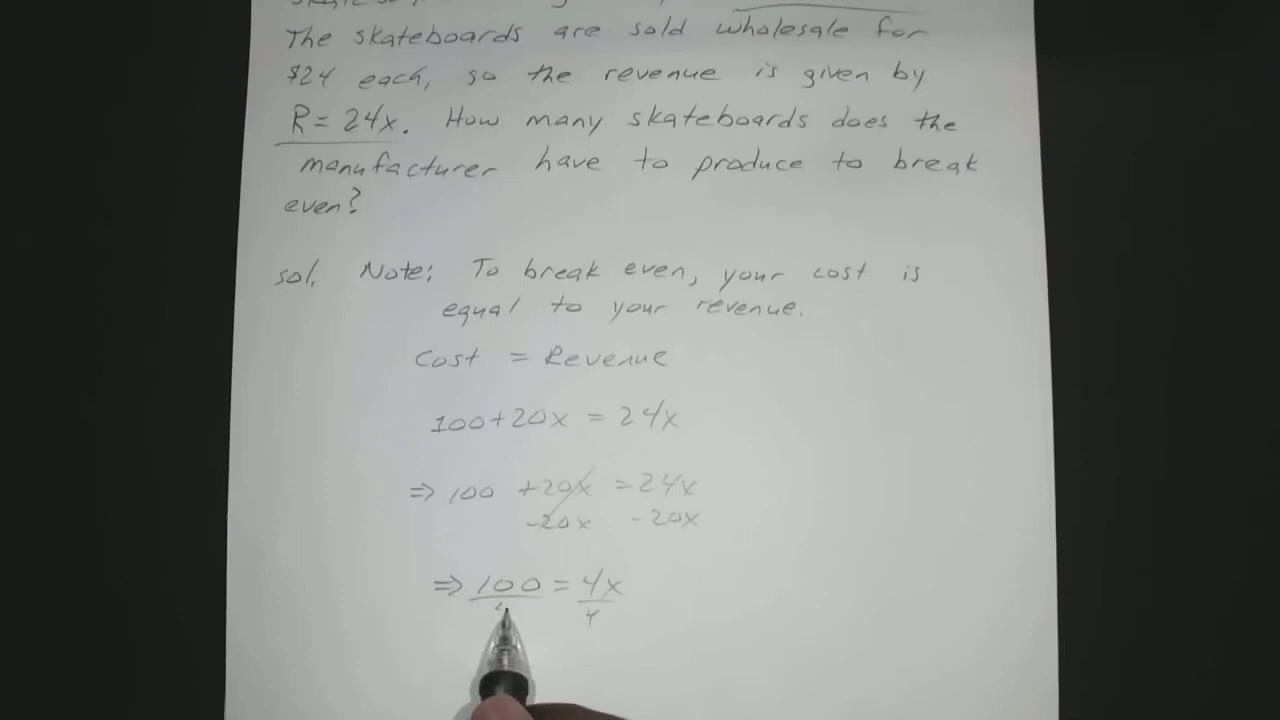 The skateboards are sold wholesale for
$24 each, so the revenue is given by
R = 24x. How many skateboards does the
manufacturer have to produce to break
even?
sol. Note: To break even, your cost is
equal to your revenue.
Cost = Revenue
100+20x = 24x
⇒ 100 +20x = 24x
-20x -20x
⇒ 100 = 4x
4